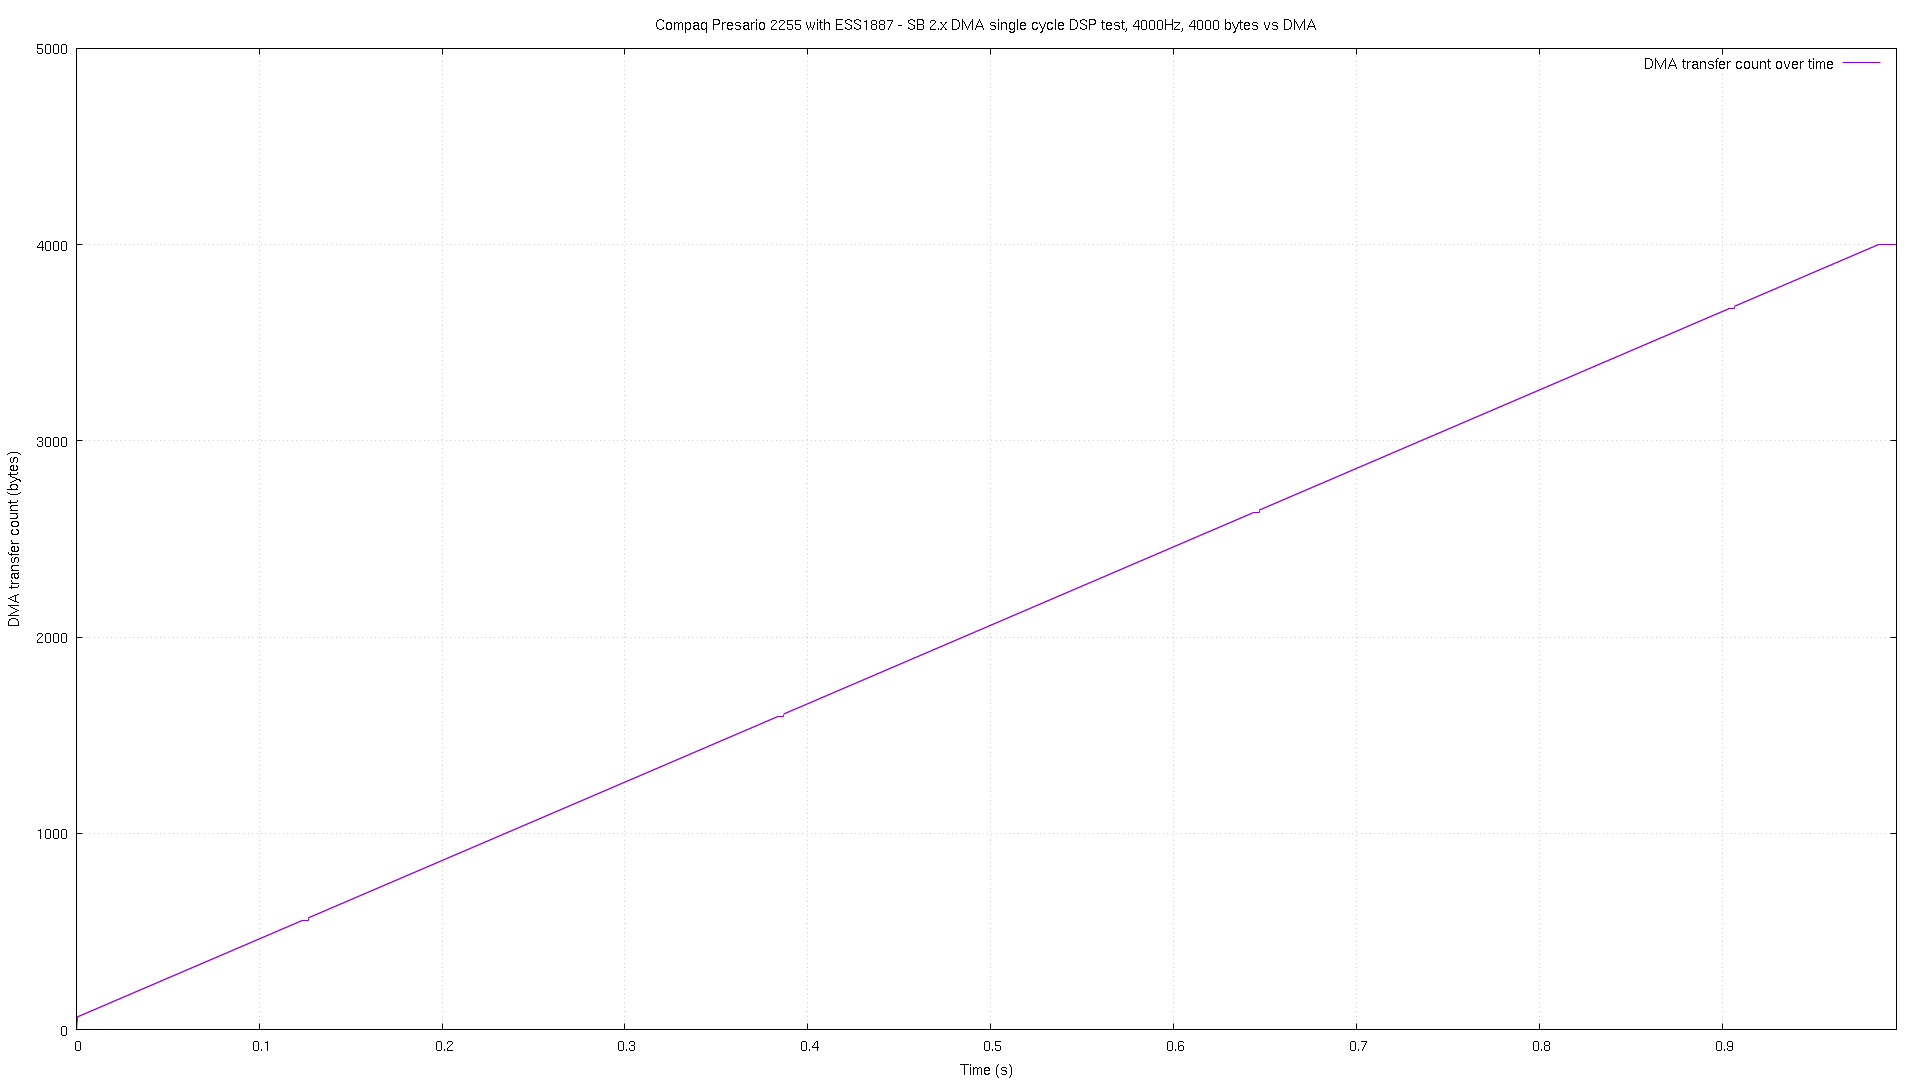 Compaq Presario 2255 with ESS1887 - SB 2.x DMA single cycle DSP test, 4000Hz, 4000 bytes vs DMA
DMA transfer count over time
5000
4000
3000
2000
1000
0
DMA transfer count (bytes)
0 0.1 0.2 0.3 0.4 0.5 0.6 0.7 0.8 0.9
Time (s)